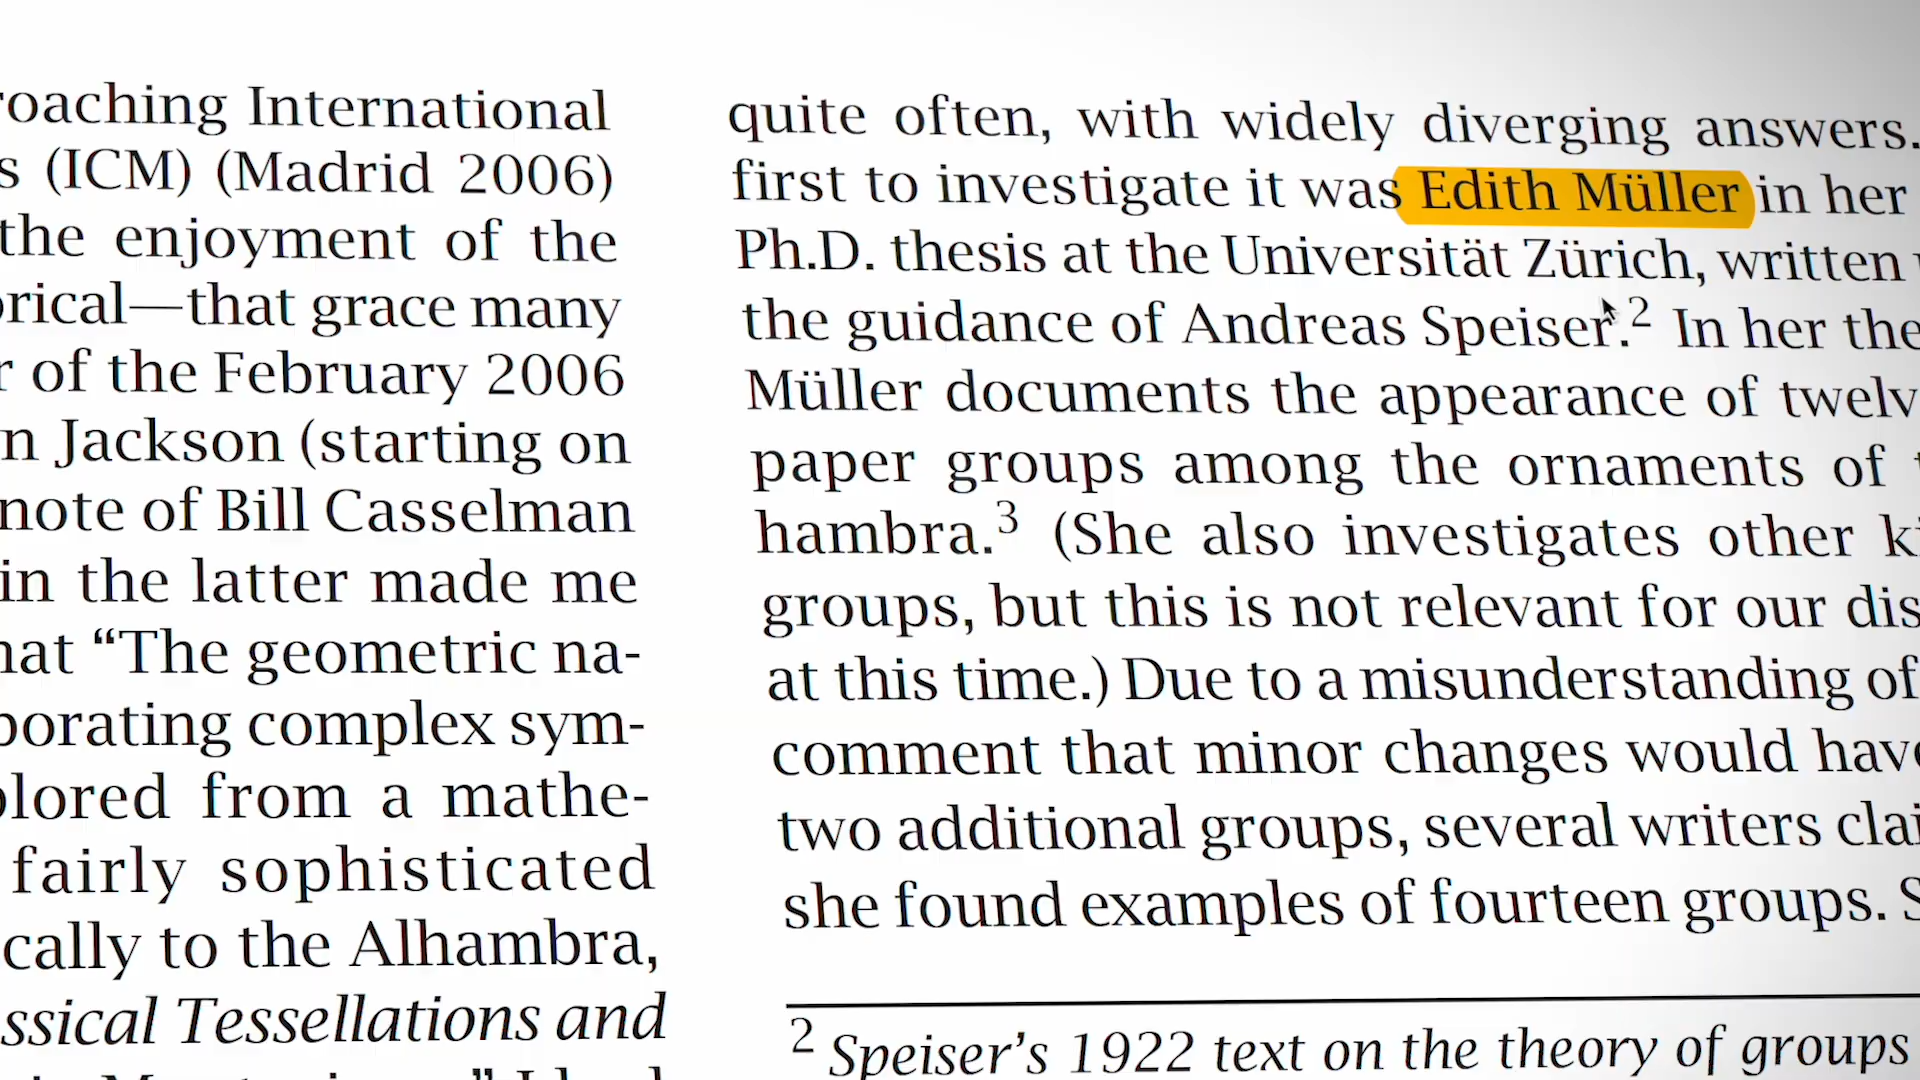 roaching International
s (ICM) (Madrid 2006)
the enjoyment of the
orical—that grace many
r of the February 2006
n Jackson (starting on
note of Bill Casselman
in the latter made me
hat “The geometric na-
porating complex sym-
plored from a mathe-
fairly sophisticated
cally to the Alhambra,
ssical Tessellations and
quite often, with widely diverging answers.
first to investigate it was Edith Müller in her
Ph.D. thesis at the Universität Zürich, written
the guidance of Andreas Speiser.² In her the
Müller documents the appearance of twelv
paper groups among the ornaments of
hambra.³ (She also investigates other ki
groups, but this is not relevant for our dis
at this time.) Due to a misunderstanding of
comment that minor changes would have
two additional groups, several writers clai
she found examples of fourteen groups. S
² Speiser’s 1922 text on the theory of groups